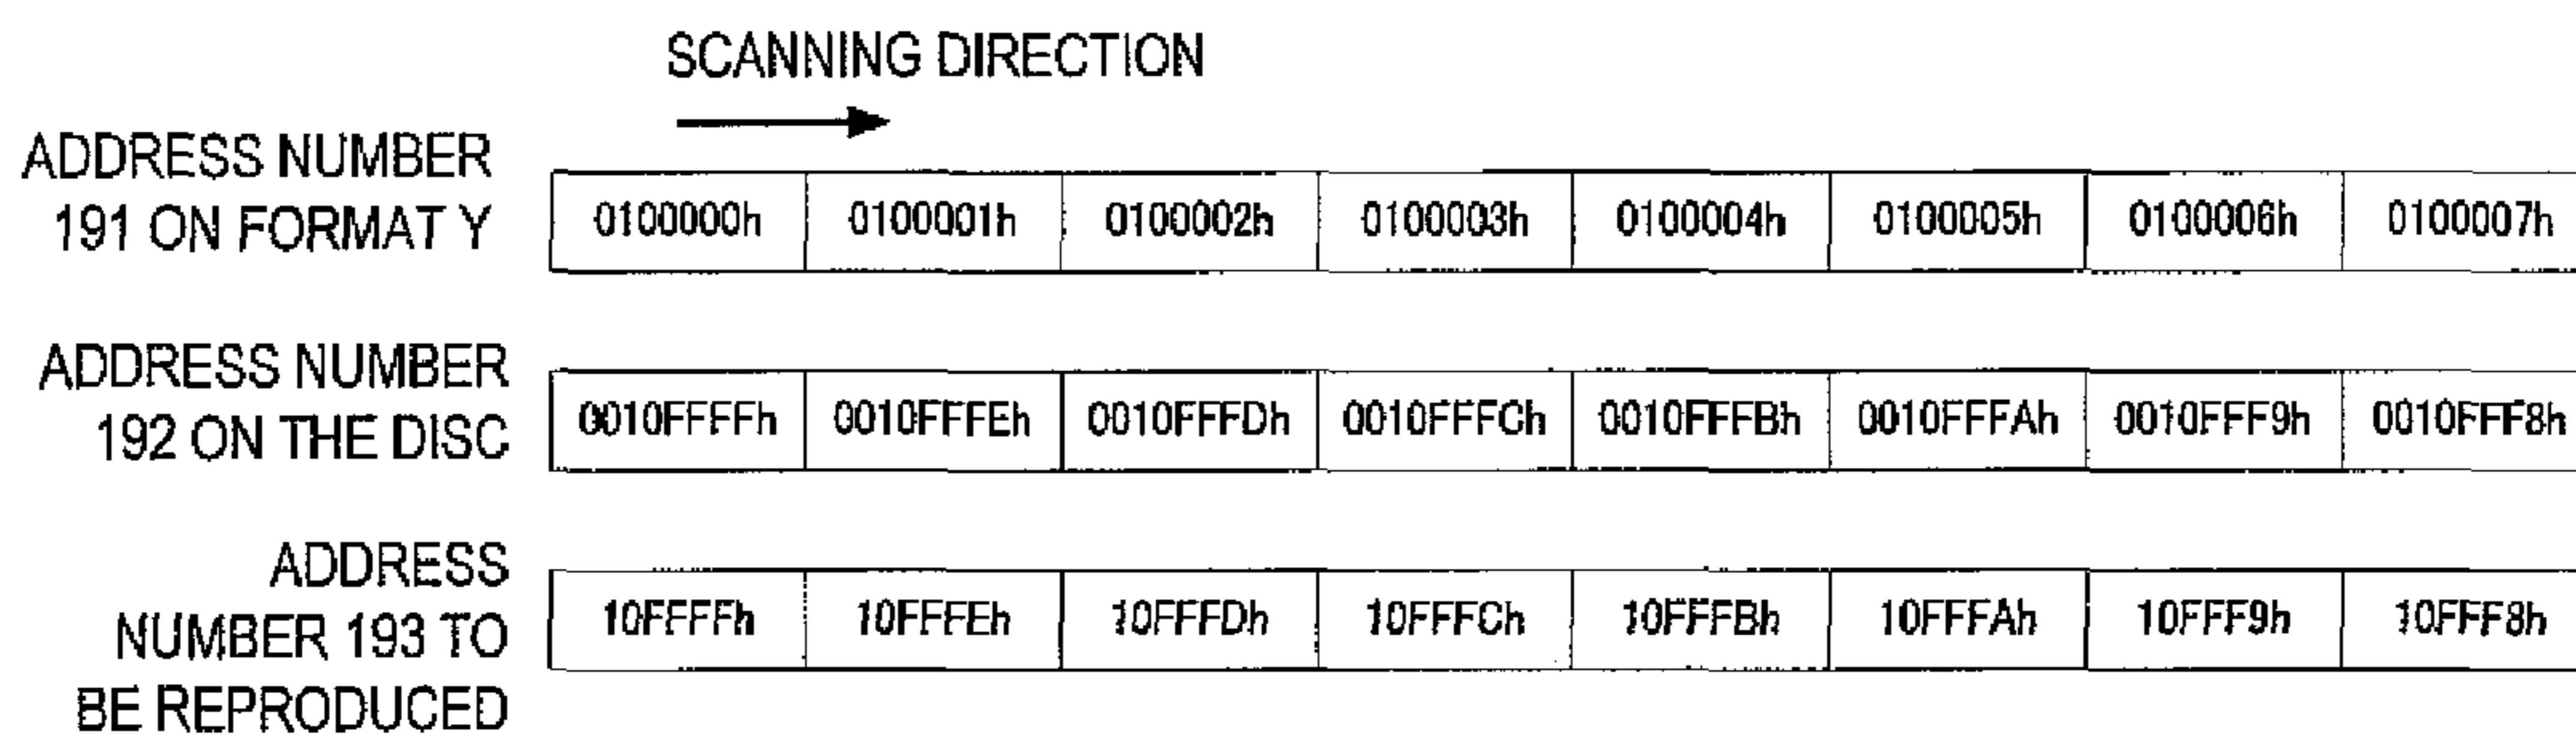 SCANNING DIRECTION
ADDRESS NUMBER
191 ON FORMAT Y
0100000h 0100001h 0100002h 0100003h 0100004h 0100005h 0100006h 0100007h
ADDRESS NUMBER
192 ON THE DISC
0010FFFFh 0010FFFEh 0010FFFDh 0010FFFCh 0010FFFBh 0010FFFAh 0010FFF9h 0010FFF8h
ADDRESS
NUMBER 193 TO
BE REPRODUCED
10FFFFh 10FFFEh 10FFFDh 10FFFCh 10FFFBh 10FFFAh 10FFF9h 10FFF8h